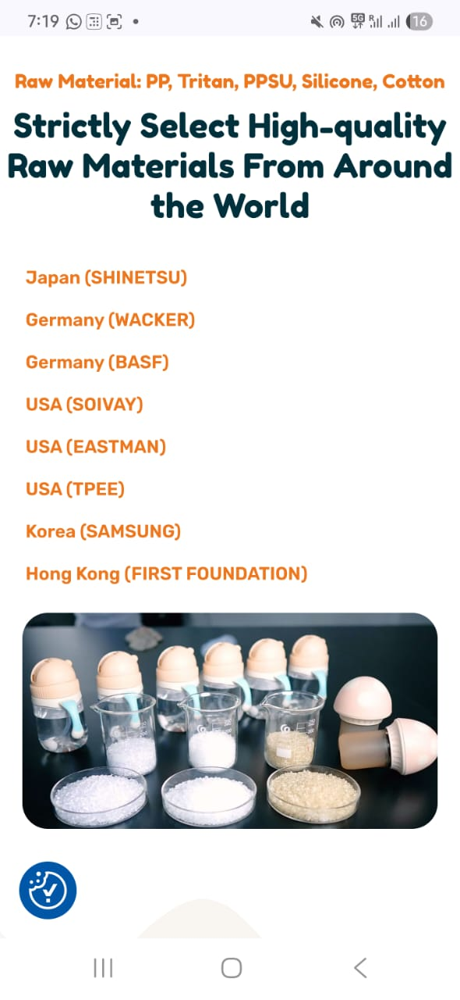 7:19
5G
R
16
Raw Material: PP, Tritan, PPSU, Silicone, Cotton
Strictly Select High-quality
Raw Materials From Around
the World
Japan (SHINETSU)
Germany (WACKER)
Germany (BASF)
USA (SOIVAY)
USA (EASTMAN)
USA (TPEE)
Korea (SAMSUNG)
Hong Kong (FIRST FOUNDATION)